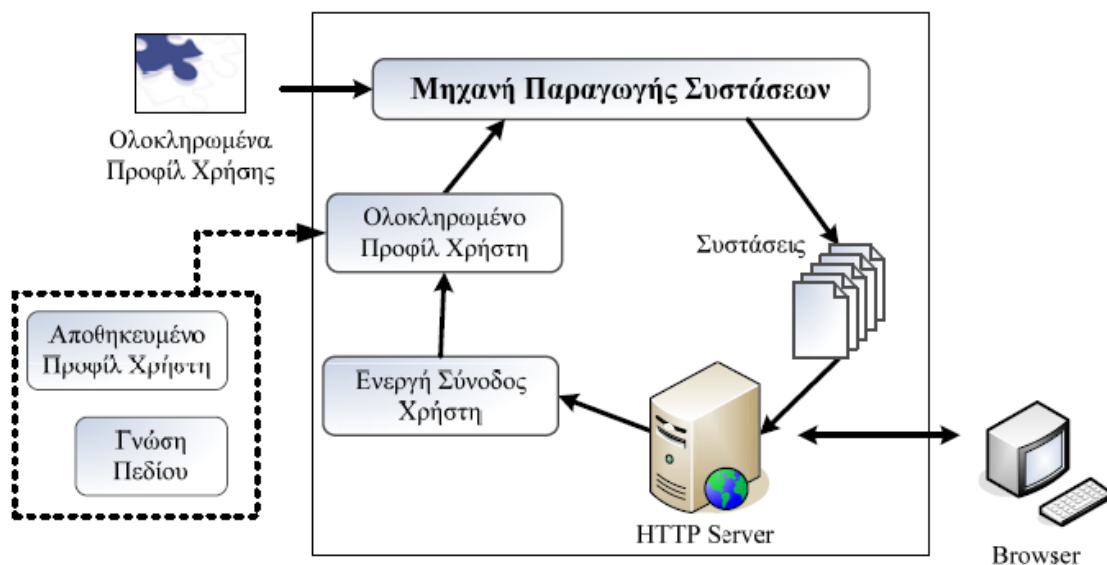 Μηχανή Παραγωγής Συστάσεων
Ολοκληρωμένα
Προφίλ Χρήσης
Ολοκληρωμένο
Προφίλ Χρήστη
Συστάσεις
Αποθηκευμένο
Προφίλ Χρήστη
Ενεργή Σύνοδος
Χρήστη
Γνώση
Πεδίου
HTTP Server
Browser